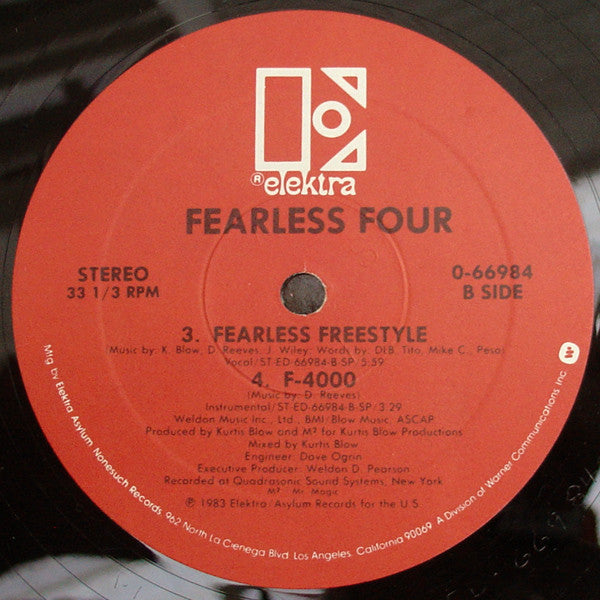 ® elektra
FEARLESS FOUR
STEREO
33 1/3 RPM
0-66984
B SIDE
3. FEARLESS FREESTYLE
(Music by: K. Blow, D. Reeves, J. Wiley; Words by: DLB, Tito, Mike C., Peso)
Vocal/ST-ED-66984-B-SP/5:59
4. F-4000
(Music by: D. Reeves)
Instrumental/ST-ED-66984-B-SP/3:29
Weldon Music Inc., Ltd., BMI/Blow Music, ASCAP
Produced by Kurtis Blow and M² for Kurtis Blow Productions
Mixed by Kurtis Blow
Engineer: Dave Ogrin
Executive Producer: Weldon D. Pearson
Recorded at Quadrasonic Sound Systems, New York
M²: Mr. Magic
℗ 1983 Elektra/Asylum Records for the U.S.
Mfg. by Elektra/Asylum/Nonesuch Records, 962 North La Cienega Blvd. Los Angeles, California 90069 A Division of Warner Communications Inc.